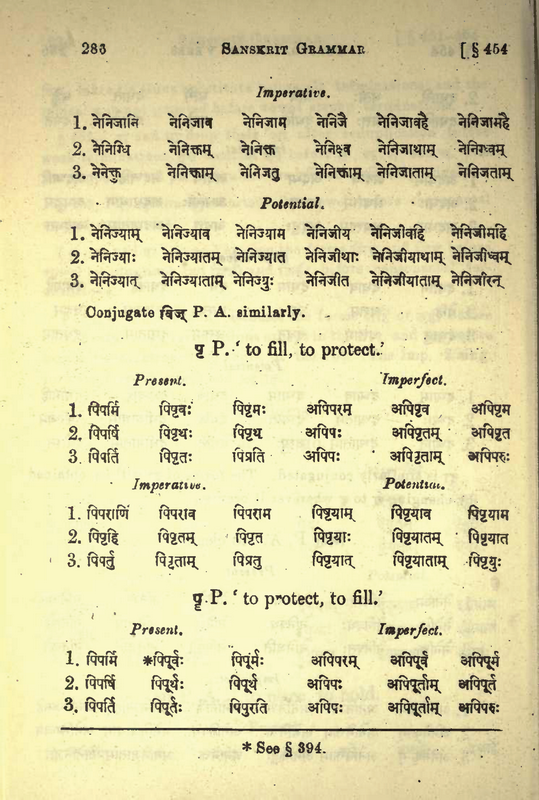 286 SANSKRIT GRAMMAR [ § 454
Imperative.
1. नेनिजानि नेनिजाव नेनिजाम नेनिजै नेनिजावहै नेनिजामहै
2. नेनिग्धि नेनिक्तम् नेनिक्त नेनिक्ष्व नेनिजाथाम् नेनिग्ध्वम्
3. नेनेक्तु नेनिक्ताम् नेनिजतु नेनिक्ताम् नेनिजाताम् नेनिजताम्
Potential.
1. नेनिज्याम् नेनिज्याव नेनिज्याम नेनिजीय नेनिजीवहि नेनिजीमहि
2. नेनिज्याः नेनिज्यातम् नेनिज्यात नेनिजीथाः नेनिजीयाथाम् नेनिजीध्वम्
3. नेनिज्यात् नेनिज्याताम् नेनिज्युः नेनिजीत नेनिजीयाताम् नेनिजीरन्
Conjugate विज् P. A. similarly.
पृ P. ‘ to fill, to protect.’
Present. Imperfect.
1. पिपर्मि पिपृवः पिपृमः अपिपरम् अपिपृव अपिपृम
2. पिपर्षि पिपृथः पिपृथ अपिपः अपिपृतम् अपिपृत
3. पिपर्ति पिपृतः पिप्रति अपिपः अपिपृताम् अपिपरुः
Imperative. Potential.
1. पिपराणि पिपराव पिपराम पिपृयाम् पिपृयाव पिपृयाम
2. पिपृहि पिपृतम् पिपृत पिपृयाः पिपृयातम् पिपृयात
3. पिपर्तु पिपृताम् पिप्रतु पिपृयात् पिपृयाताम् पिपृयुः
पॄ P. ‘ to protect, to fill.’
Present. Imperfect.
1. पिपर्मि *पिपूर्वः पिपूर्मः अपिपरम् अपिपूर्व अपिपूर्म
2. पिपर्षि पिपूर्थः पिपूर्थ अपिपः अपिपूर्ताम् अपिपूर्त
3. पिपर्ति पिपूर्तः पिपुरति अपिपः अपिपूर्ताम् अपिपरुः
* See § 394.